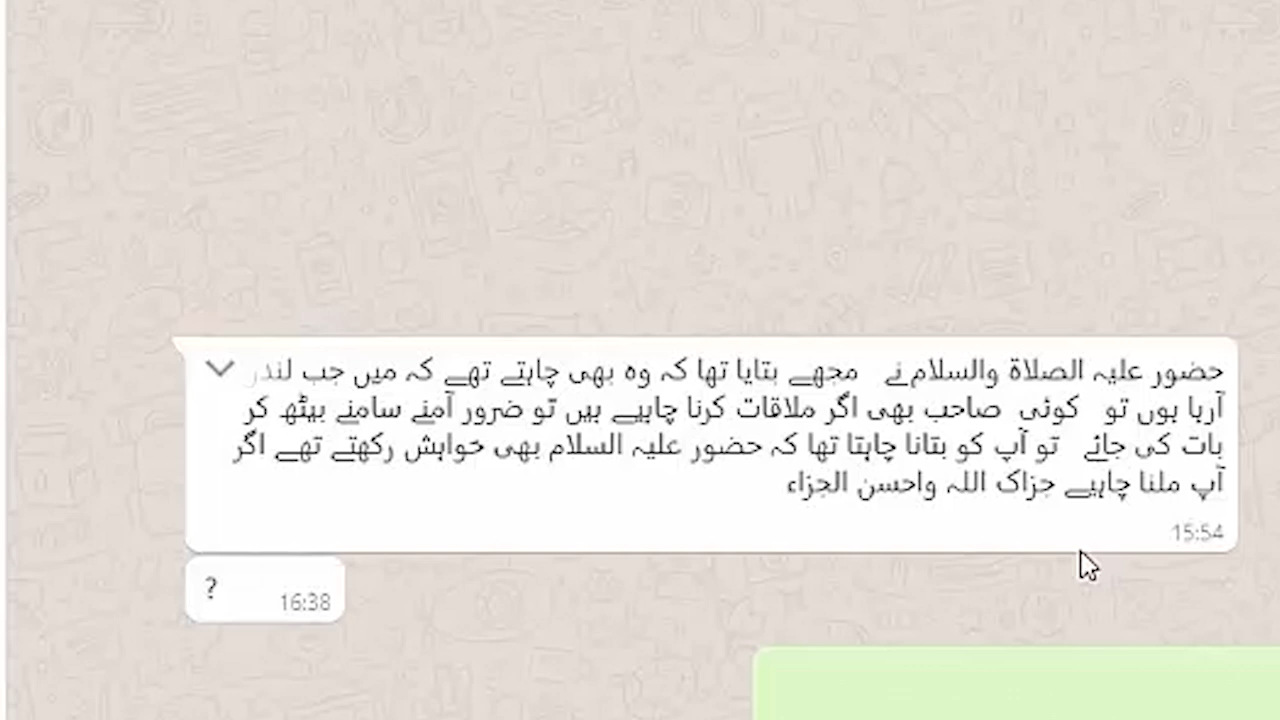 حضور علیہ الصلاۃ والسلام نے مجھے بتایا تھا کہ وہ بھی چاہتے تھے کہ میں جب
آرہا ہوں تو کوئی صاحب بھی اگر ملاقات کرنا چاہیے ہیں تو ضرور آمنے سامنے بیٹھ کر
بات کی جائے تو آپ کو بتانا چاہتا تھا کہ حضور علیہ السلام بھی خواہش رکھتے تھے اگر
آپ ملنا چاہیے جزاک اللہ واحسن الجزاء
15:54
?
16:38